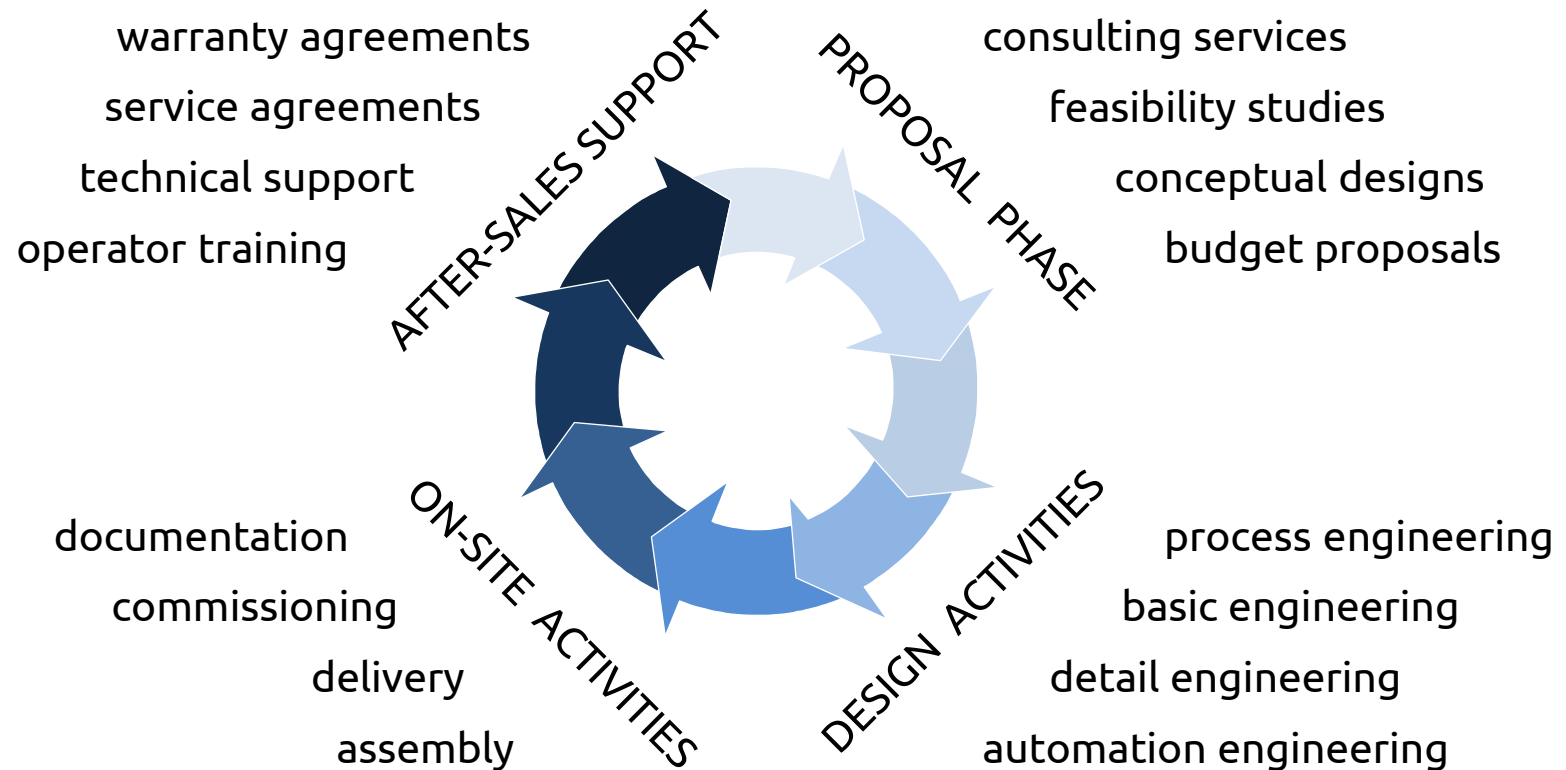 warranty agreements
service agreements
technical support
operator training
AFTER-SALES SUPPORT
PROPOSAL PHASE
consulting services
feasibility studies
conceptual designs
budget proposals
documentation
commissioning
delivery
assembly
ON-SITE ACTIVITIES
DESIGN ACTIVITIES
process engineering
basic engineering
detail engineering
automation engineering